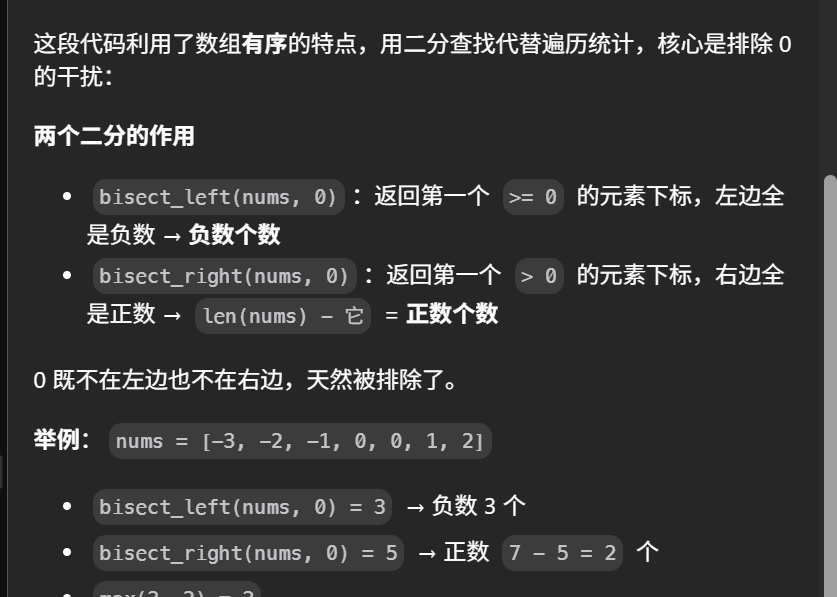 这段代码利用了数组有序的特点，用二分查找代替遍历统计，核心是排除 0
的干扰：
两个二分的作用
• bisect_left(nums, 0) ：返回第一个 >= 0 的元素下标，左边全
是负数 → 负数个数
• bisect_right(nums, 0) ：返回第一个 > 0 的元素下标，右边全
是正数 → len(nums) - 它 = 正数个数
0 既不在左边也不在右边，天然被排除了。
举例： nums = [-3, -2, -1, 0, 0, 1, 2]
• bisect_left(nums, 0) = 3 → 负数 3 个
• bisect_right(nums, 0) = 5 → 正数 7 - 5 = 2 个
• max(3, 2) = 3